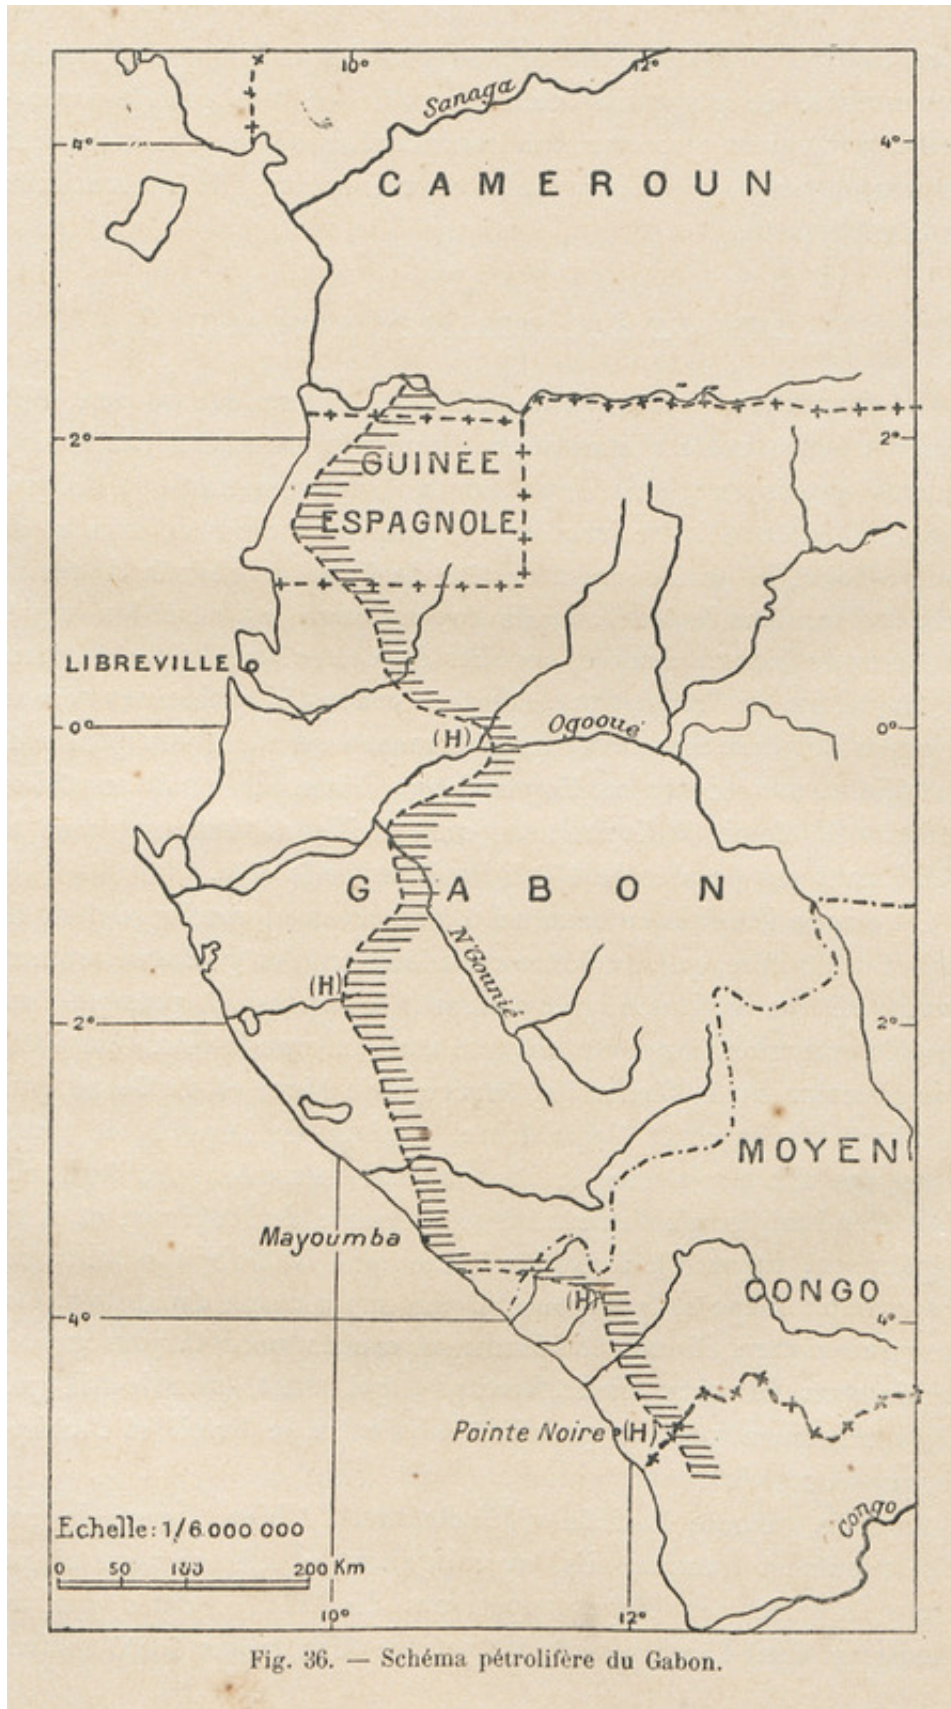 10° 12°
Sanaga
4° 4°
CAMEROUN
2° 2°
GUINÉE
ESPAGNOLE
LIBREVILLE
0° Ogooué 0°
(H)
GABON
N'Gounié
(H)
2° 2°
MOYEN
Mayoumba
CONGO
(H)
4° 4°
Pointe Noire (H)
Congo
Echelle: 1/6.000 000
0 50 100 200 Km
10° 12°
Fig. 36. — Schéma pétrolifère du Gabon.